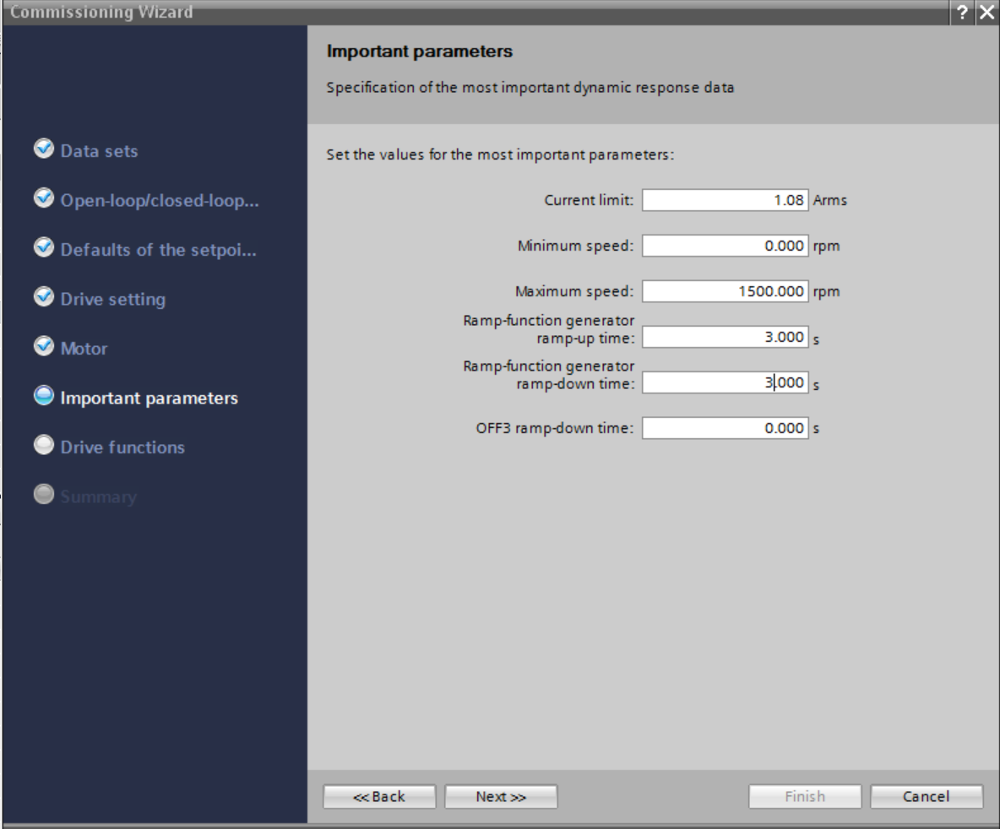 Commissioning Wizard
? X
Important parameters
Specification of the most important dynamic response data
Data sets
Open-loop/closed-loop...
Defaults of the setpoi...
Drive setting
Motor
Important parameters
Drive functions
Summary
Set the values for the most important parameters:
Current limit: 1.08 Arms
Minimum speed: 0.000 rpm
Maximum speed: 1500.000 rpm
Ramp-function generator
ramp-up time: 3.000 s
Ramp-function generator
ramp-down time: 3.000 s
OFF3 ramp-down time: 0.000 s
<< Back Next >> Finish Cancel